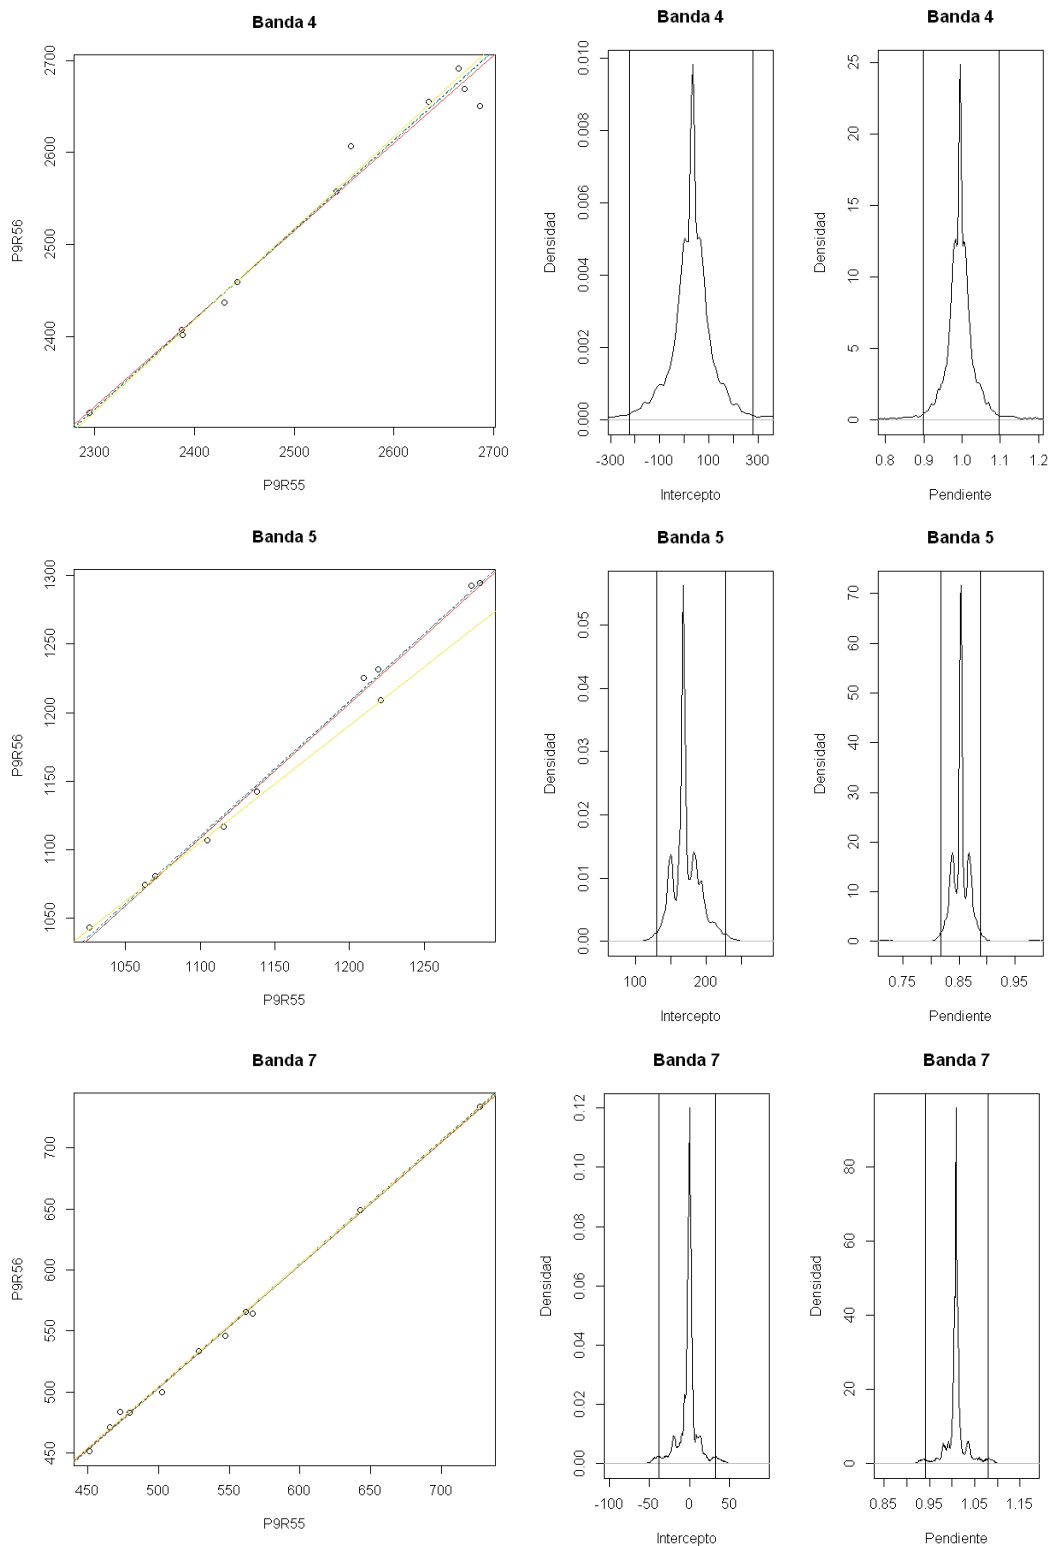 Banda 4
Banda 4
Banda 4
P9R56
2400 2500 2600 2700
2300 2400 2500 2600 2700
P9R55
Densidad
0.000 0.002 0.004 0.006 0.008 0.010
-300 -100 100 300
Intercepto
Densidad
0 5 10 15 20 25
0.8 0.9 1.0 1.1 1.2
Pendiente
Banda 5
Banda 5
Banda 5
P9R56
1050 1100 1150 1200 1250 1300
1050 1100 1150 1200 1250
P9R55
Densidad
0.00 0.01 0.02 0.03 0.04 0.05
100 200
Intercepto
Densidad
0 10 20 30 40 50 60 70
0.75 0.85 0.95
Pendiente
Banda 7
Banda 7
Banda 7
P9R56
450 500 550 600 650 700
450 500 550 600 650 700
P9R55
Densidad
0.00 0.02 0.04 0.06 0.08 0.10 0.12
-100 -50 0 50
Intercepto
Densidad
0 20 40 60 80
0.85 0.95 1.05 1.15
Pendiente